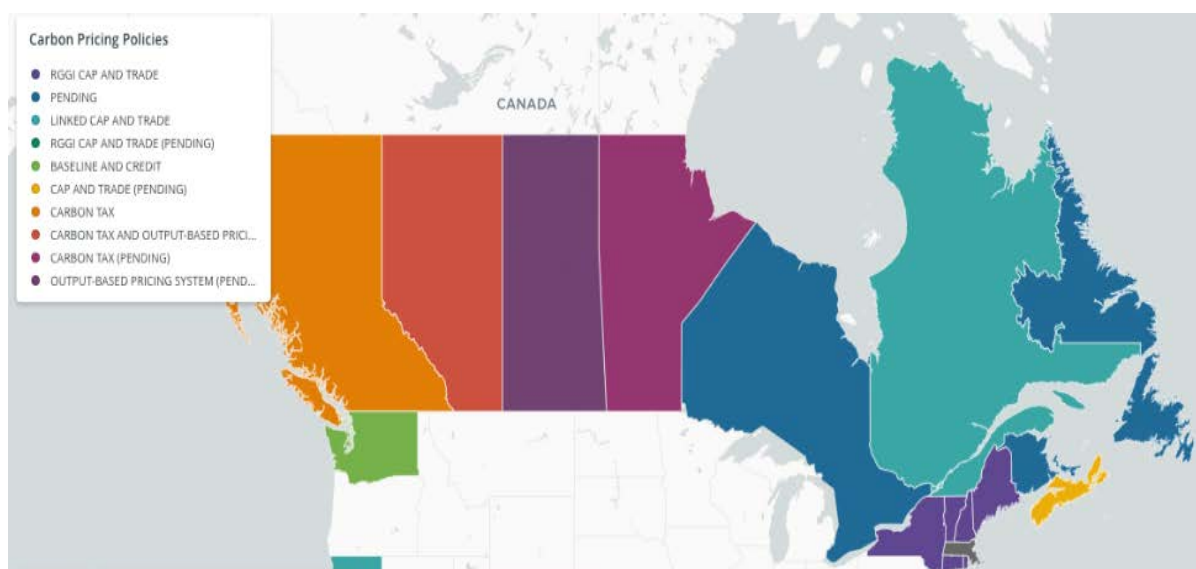 Carbon Pricing Policies
RGGI CAP AND TRADE
PENDING
LINKED CAP AND TRADE
RGGI CAP AND TRADE (PENDING)
BASELINE AND CREDIT
CAP AND TRADE (PENDING)
CARBON TAX
CARBON TAX AND OUTPUT-BASED PRICI...
CARBON TAX (PENDING)
OUTPUT-BASED PRICING SYSTEM (PEND...
CANADA